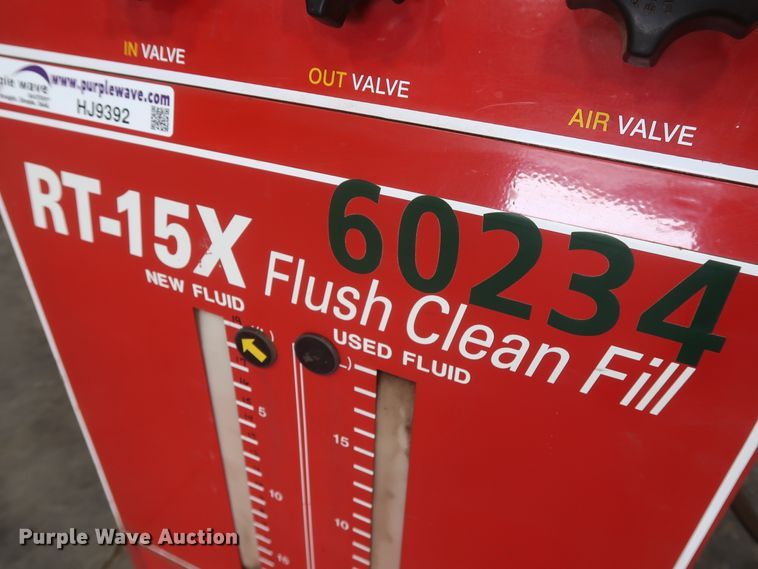 IN VALVE
OUT VALVE
AIR VALVE
www.purplewave.com
HJ9392
60234
RT-15X Flush Clean Fill
NEW FLUID
USED FLUID
5
10
15
15
10
Purple Wave Auction